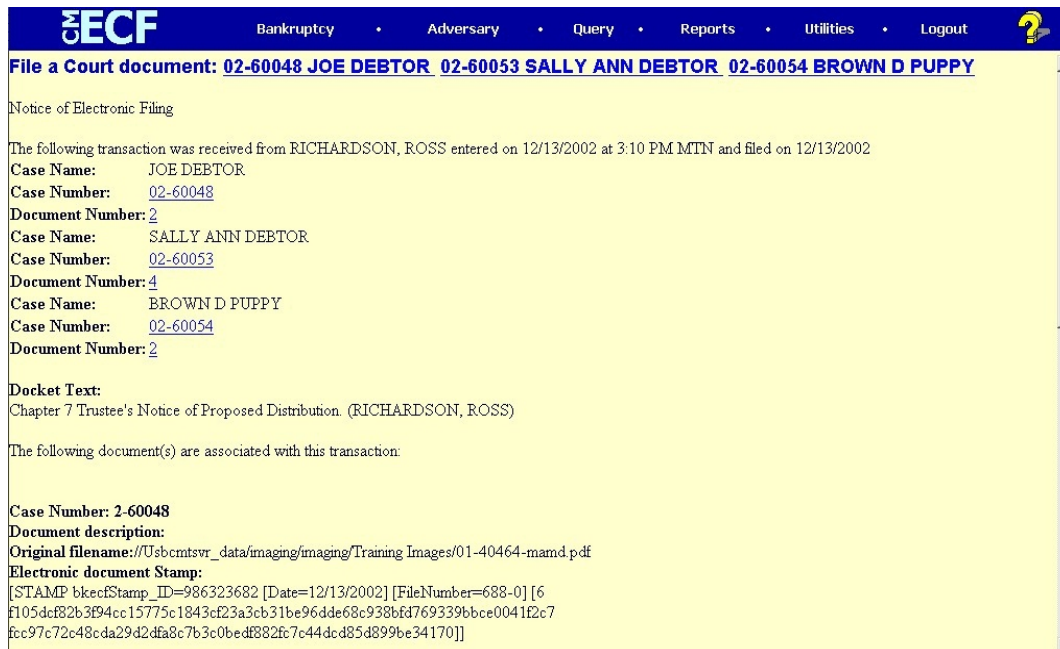 CM ECF Bankruptcy • Adversary • Query • Reports • Utilities • Logout ?
File a Court document: 02-60048 JOE DEBTOR 02-60053 SALLY ANN DEBTOR 02-60054 BROWN D PUPPY
Notice of Electronic Filing
The following transaction was received from RICHARDSON, ROSS entered on 12/13/2002 at 3:10 PM MTN and filed on 12/13/2002
Case Name: JOE DEBTOR
Case Number: 02-60048
Document Number: 2
Case Name: SALLY ANN DEBTOR
Case Number: 02-60053
Document Number: 4
Case Name: BROWN D PUPPY
Case Number: 02-60054
Document Number: 2
Docket Text:
Chapter 7 Trustee's Notice of Proposed Distribution. (RICHARDSON, ROSS)
The following document(s) are associated with this transaction:
Case Number: 2-60048
Document description:
Original filename://Usbcmtsvr_data/imaging/imaging/Training Images/01-40464-mamd.pdf
Electronic document Stamp:
[STAMP bkecfStamp_ID=986323682 [Date=12/13/2002] [FileNumber=688-0] [6
f105dcf82b3f94cc15775c1843cf23a3cb31be96dde68c938bfd769339bbce0041f2c7
fcc97c72c48cda29d2dfa8c7b3c0bedf882fc7c44dcd85d899be34170]]